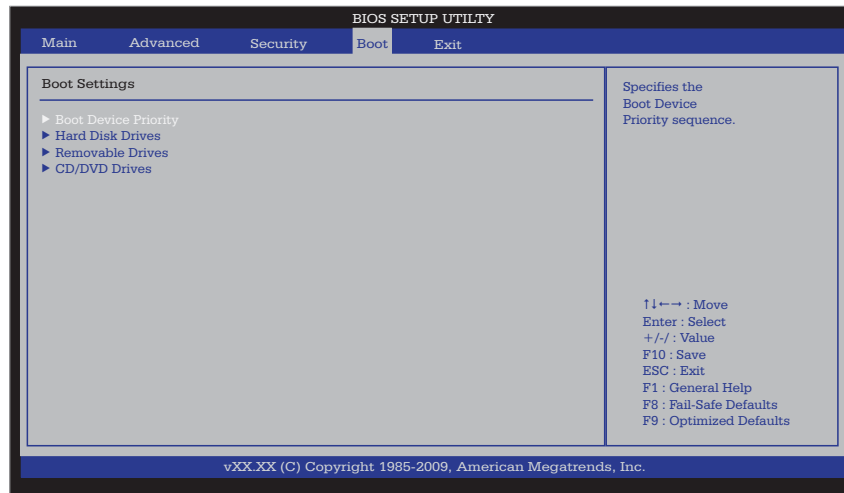 BIOS SETUP UTILTY
Main Advanced Security Boot Exit
Boot Settings
▶ Boot Device Priority
▶ Hard Disk Drives
▶ Removable Drives
▶ CD/DVD Drives
Specifies the
Boot Device
Priority sequence.
↑↓←→ : Move
Enter : Select
+/-/ : Value
F10 : Save
ESC : Exit
F1 : General Help
F8 : Fail-Safe Defaults
F9 : Optimized Defaults
vXX.XX (C) Copyright 1985-2009, American Megatrends, Inc.